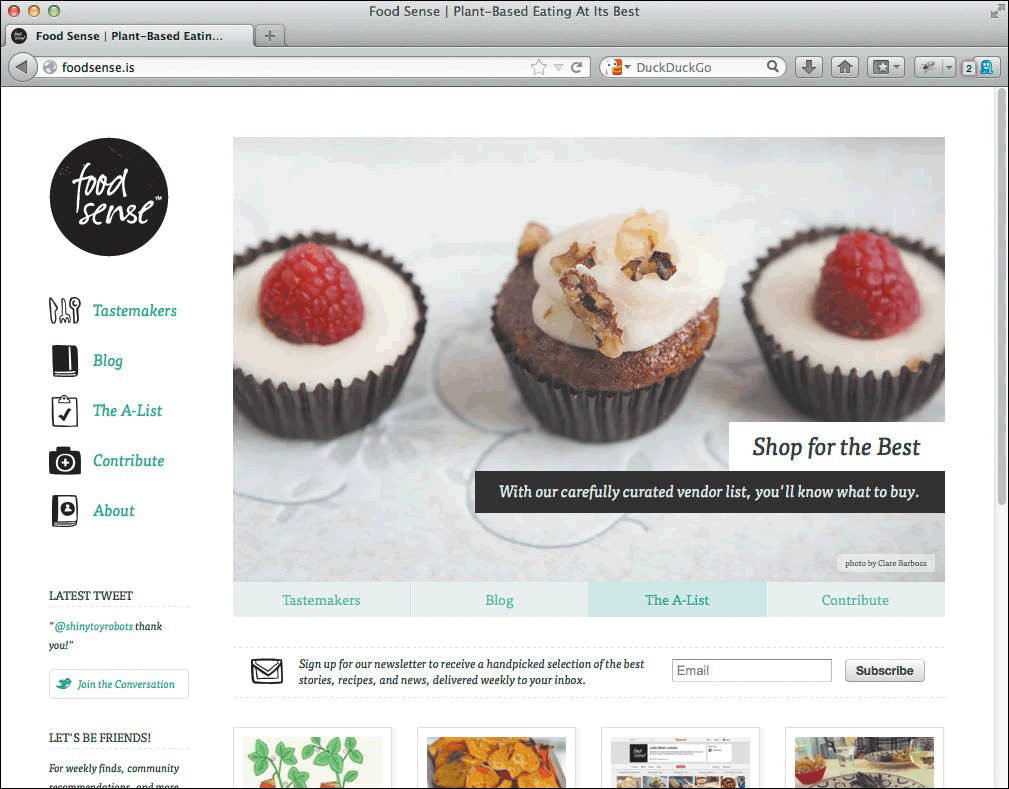 Food Sense | Plant-Based Eating At Its Best
Food Sense | Plant-Based Eatin...
foodsense.is
DuckDuckGo
2
food
sense™
Tastemakers
Blog
The A-List
Contribute
About
Shop for the Best
With our carefully curated vendor list, you'll know what to buy.
photo by Clare Barboza
Tastemakers
Blog
The A-List
Contribute
LATEST TWEET
"@shinytoyrobots thank
you!"
Join the Conversation
Sign up for our newsletter to receive a handpicked selection of the best
stories, recipes, and news, delivered weekly to your inbox.
Email
Subscribe
LET'S BE FRIENDS!
For weekly finds, community
recommendations, and more
food
sense